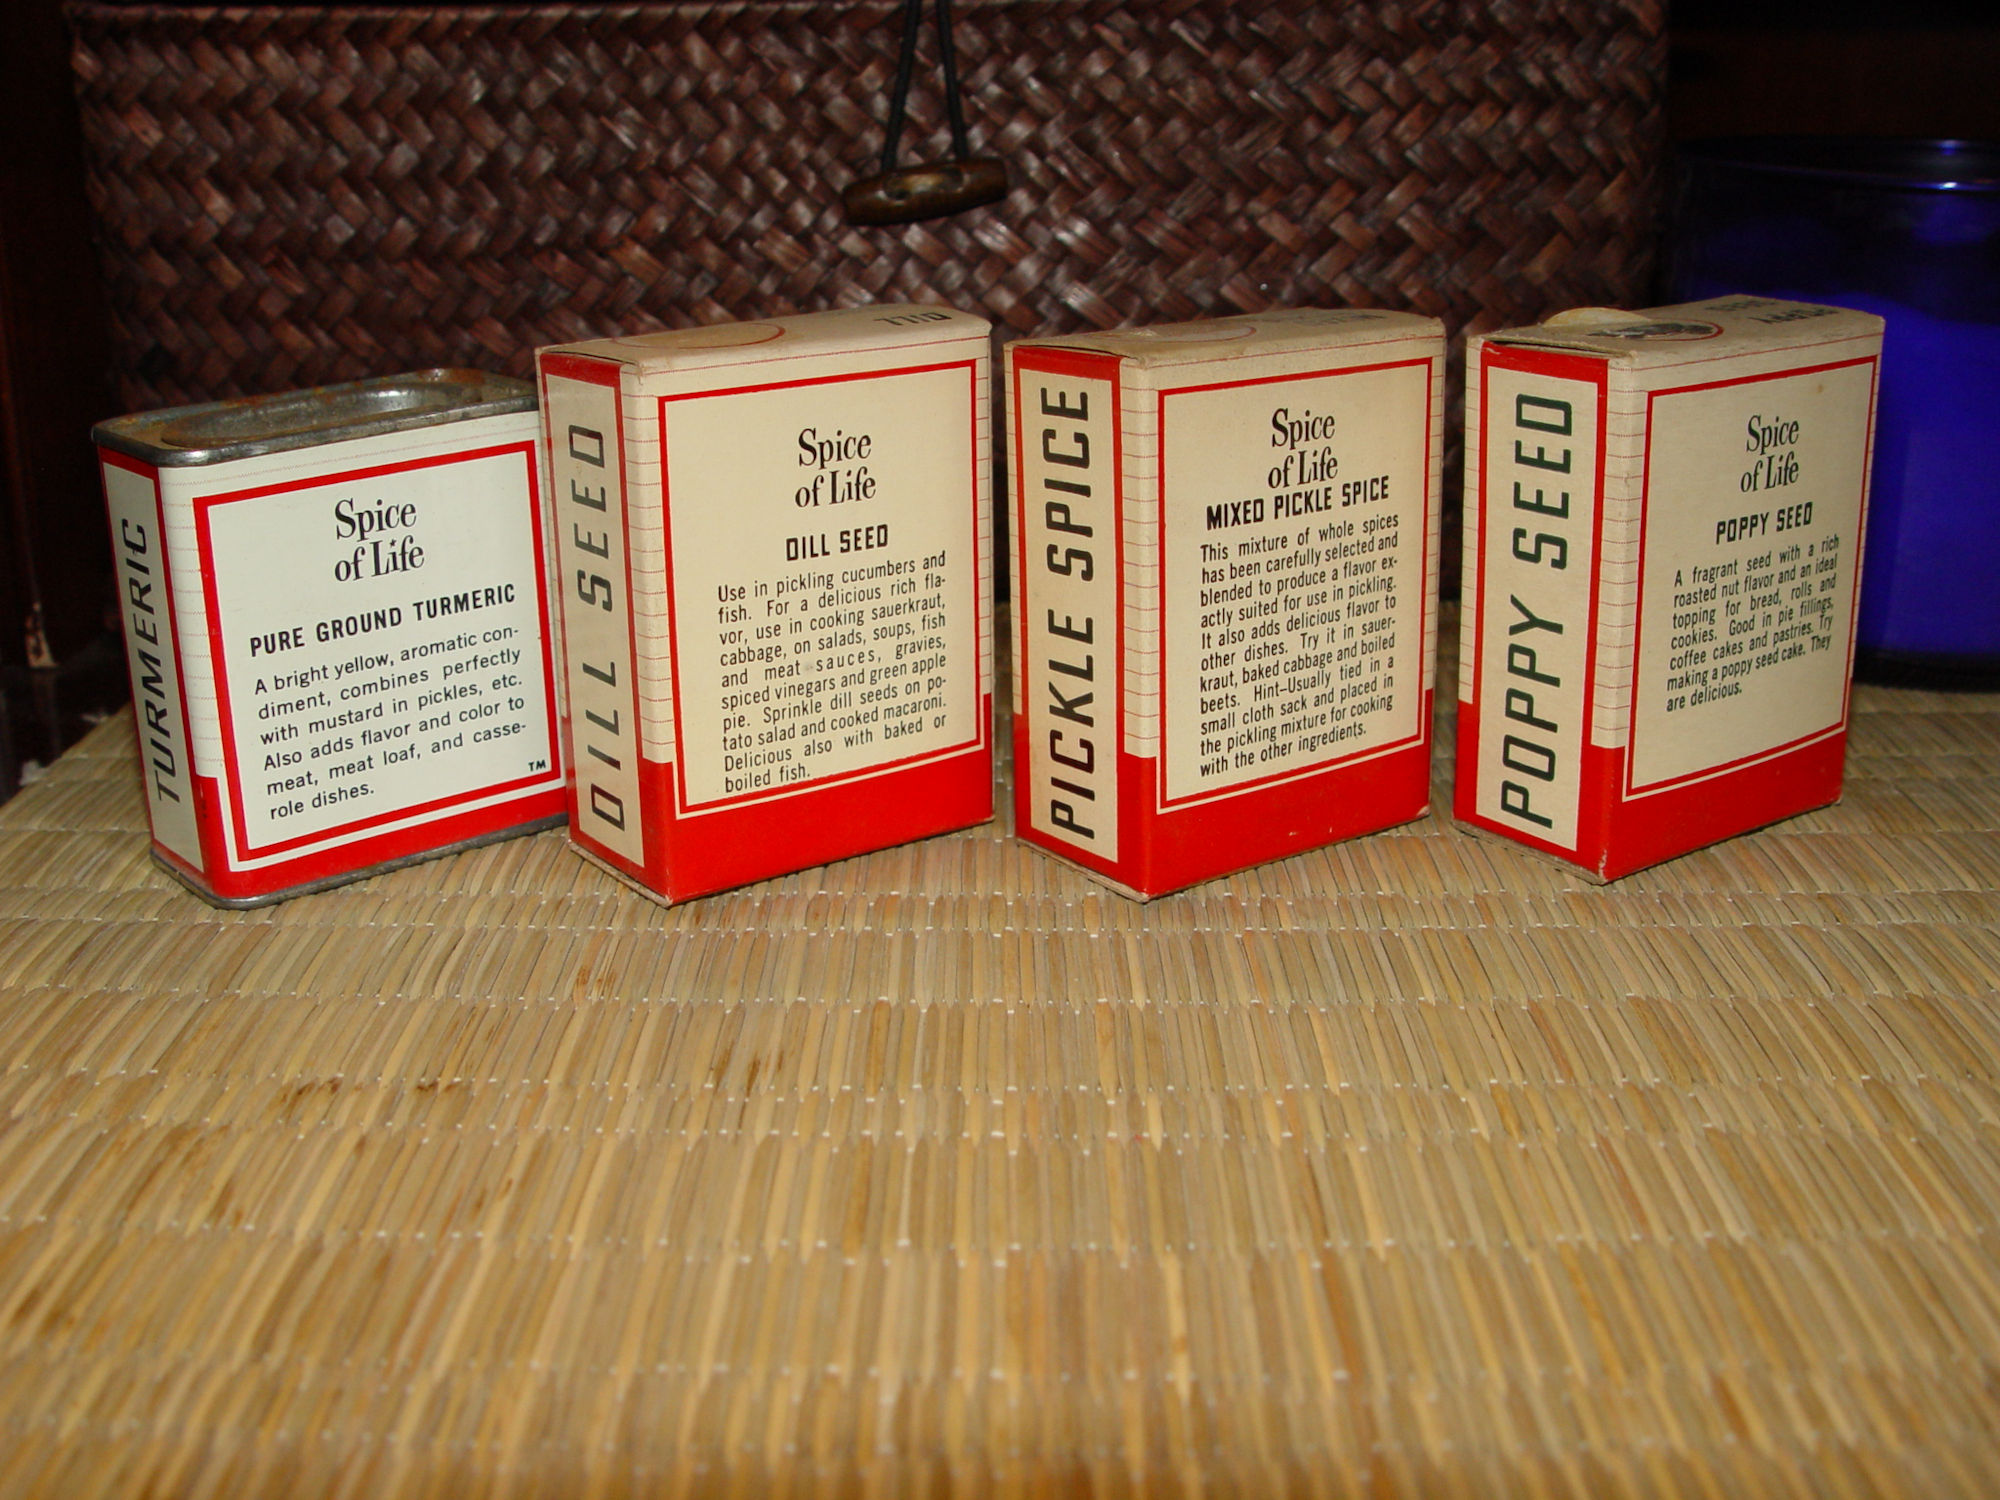 TURMERIC
Spice
of Life
PURE GROUND TURMERIC
A bright yellow, aromatic con-
diment, combines perfectly
with mustard in pickles, etc.
Also adds flavor and color to
meat, meat loaf, and casse-
role dishes.
TM
DILL
DILL SEED
Spice
of Life
DILL SEED
Use in pickling cucumbers and
fish. For a delicious rich fla-
vor, use in cooking sauerkraut,
cabbage, on salads, soups, fish
and meat sauces, gravies,
spiced vinegars and green apple
pie. Sprinkle dill seeds on po-
tato salad and cooked macaroni.
Delicious also with baked or
boiled fish.
PICKLE SPICE
Spice
of Life
MIXED PICKLE SPICE
This mixture of whole spices
has been carefully selected and
blended to produce a flavor ex-
actly suited for use in pickling.
It also adds delicious flavor to
other dishes. Try it in sauer-
kraut, baked cabbage and boiled
beets. Hint—Usually tied in a
small cloth sack and placed in
the pickling mixture for cooking
with the other ingredients.
POPPY
SEED
POPPY SEED
Spice
of Life
POPPY SEED
A fragrant seed with a rich
roasted nut flavor and an ideal
topping for bread, rolls and
cookies. Good in pie fillings,
coffee cakes and pastries. Try
making a poppy seed cake. They
are delicious.